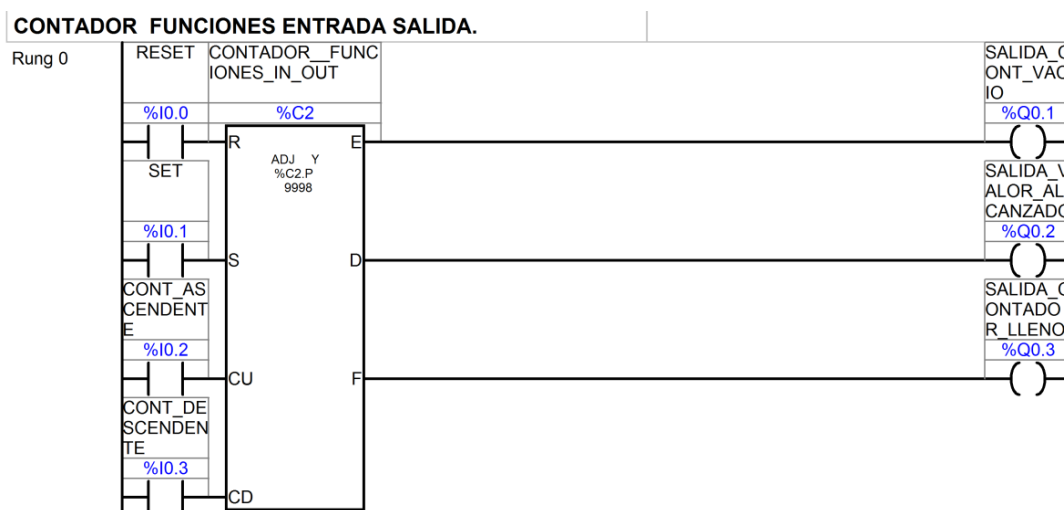 CONTADOR FUNCIONES ENTRADA SALIDA.
Rung 0
RESET
CONTADOR__FUNC
IONES_IN_OUT
SALIDA_C
ONT_VAC
IO
%I0.0
%C2
%Q0.1
R
E
ADJ Y
%C2.P
9998
SET
SALIDA_V
ALOR_AL
CANZADO
%I0.1
%Q0.2
S
D
CONT_AS
CENDENT
E
SALIDA_C
ONTADO
R_LLENO
%I0.2
%Q0.3
CU
F
CONT_DE
SCENDEN
TE
%I0.3
CD